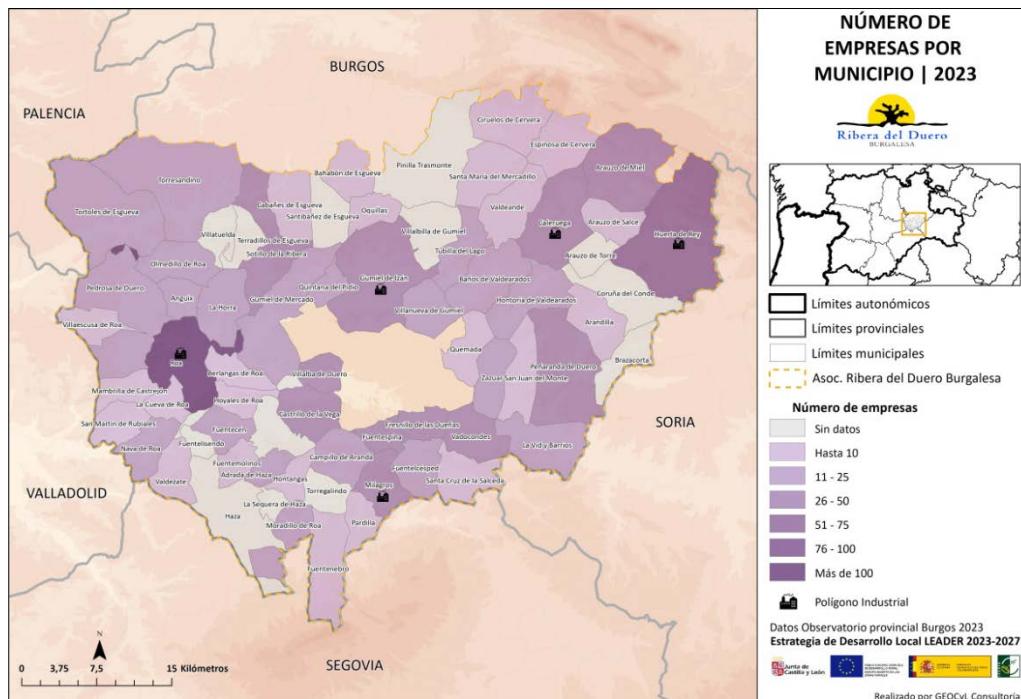 NÚMERO DE
EMPRESAS POR
MUNICIPIO | 2023
Ribera del Duero
BURGALESA
BURGOS
PALENCIA
SORIA
VALLADOLID
SEGOVIA
Ciruelos de Cervera
Espinosa de Cervera
Pinilla Trasmonte
Arauzo de Miel
Bahabón de Esgueva
Santa María del Mercadillo
Torresandino
Cabañes de Esgueva
Valdeande
Tortoles de Esgueva
Santibáñez de Esgueva
Oquillas
Caleruega
Arauzo de Salce
Villatuelda
Terradillos de Esgueva
Villalbilla de Gumiel
Huerta de Rey
Sotillo de la Ribera
Tubilla del Lago
Arauzo de Torre
Olmedillo de Roa
Gumiel de Izán
Baños de Valdearados
Pedrosa de Duero
Quintana del Pidio
Coruña del Conde
Anguix
La Horra
Gumiel de Mercado
Villanueva de Gumiel
Hontoria de Valdearados
Villaescusa de Roa
Arandilla
Roa
Quemada
Brazacorta
Berlangas de Roa
Villalba de Duero
Peñaranda de Duero
Mambrilla de Castrejón
Zazuar
San Juan del Monte
La Cueva de Roa
Hoyales de Roa
Castrillo de la Vega
San Martín de Rubiales
Fresnillo de las Dueñas
Fuentecen
Fuentespina
Vadocondes
Nava de Roa
Fuentelisendo
La Vid y Barrios
Fuentemolinos
Campillo de Aranda
Valdezate
Adrada de Haza
Fuentelcesped
Hontangas
Milagros
Santa Cruz de la Salceda
Torregalindo
La Sequera de Haza
Haza
Pardilla
Moradillo de Roa
Fuentenebro
N
0 3,75 7,5 15 Kilómetros
Límites autonómicos
Límites provinciales
Límites municipales
Asoc. Ribera del Duero Burgalesa
Número de empresas
Sin datos
Hasta 10
11 - 25
26 - 50
51 - 75
76 - 100
Más de 100
Polígono Industrial
Datos Observatorio provincial Burgos 2023
Estrategia de Desarrollo Local LEADER 2023-2027
Junta de
Castilla y León
Realizado por GEOCyL Consultoría